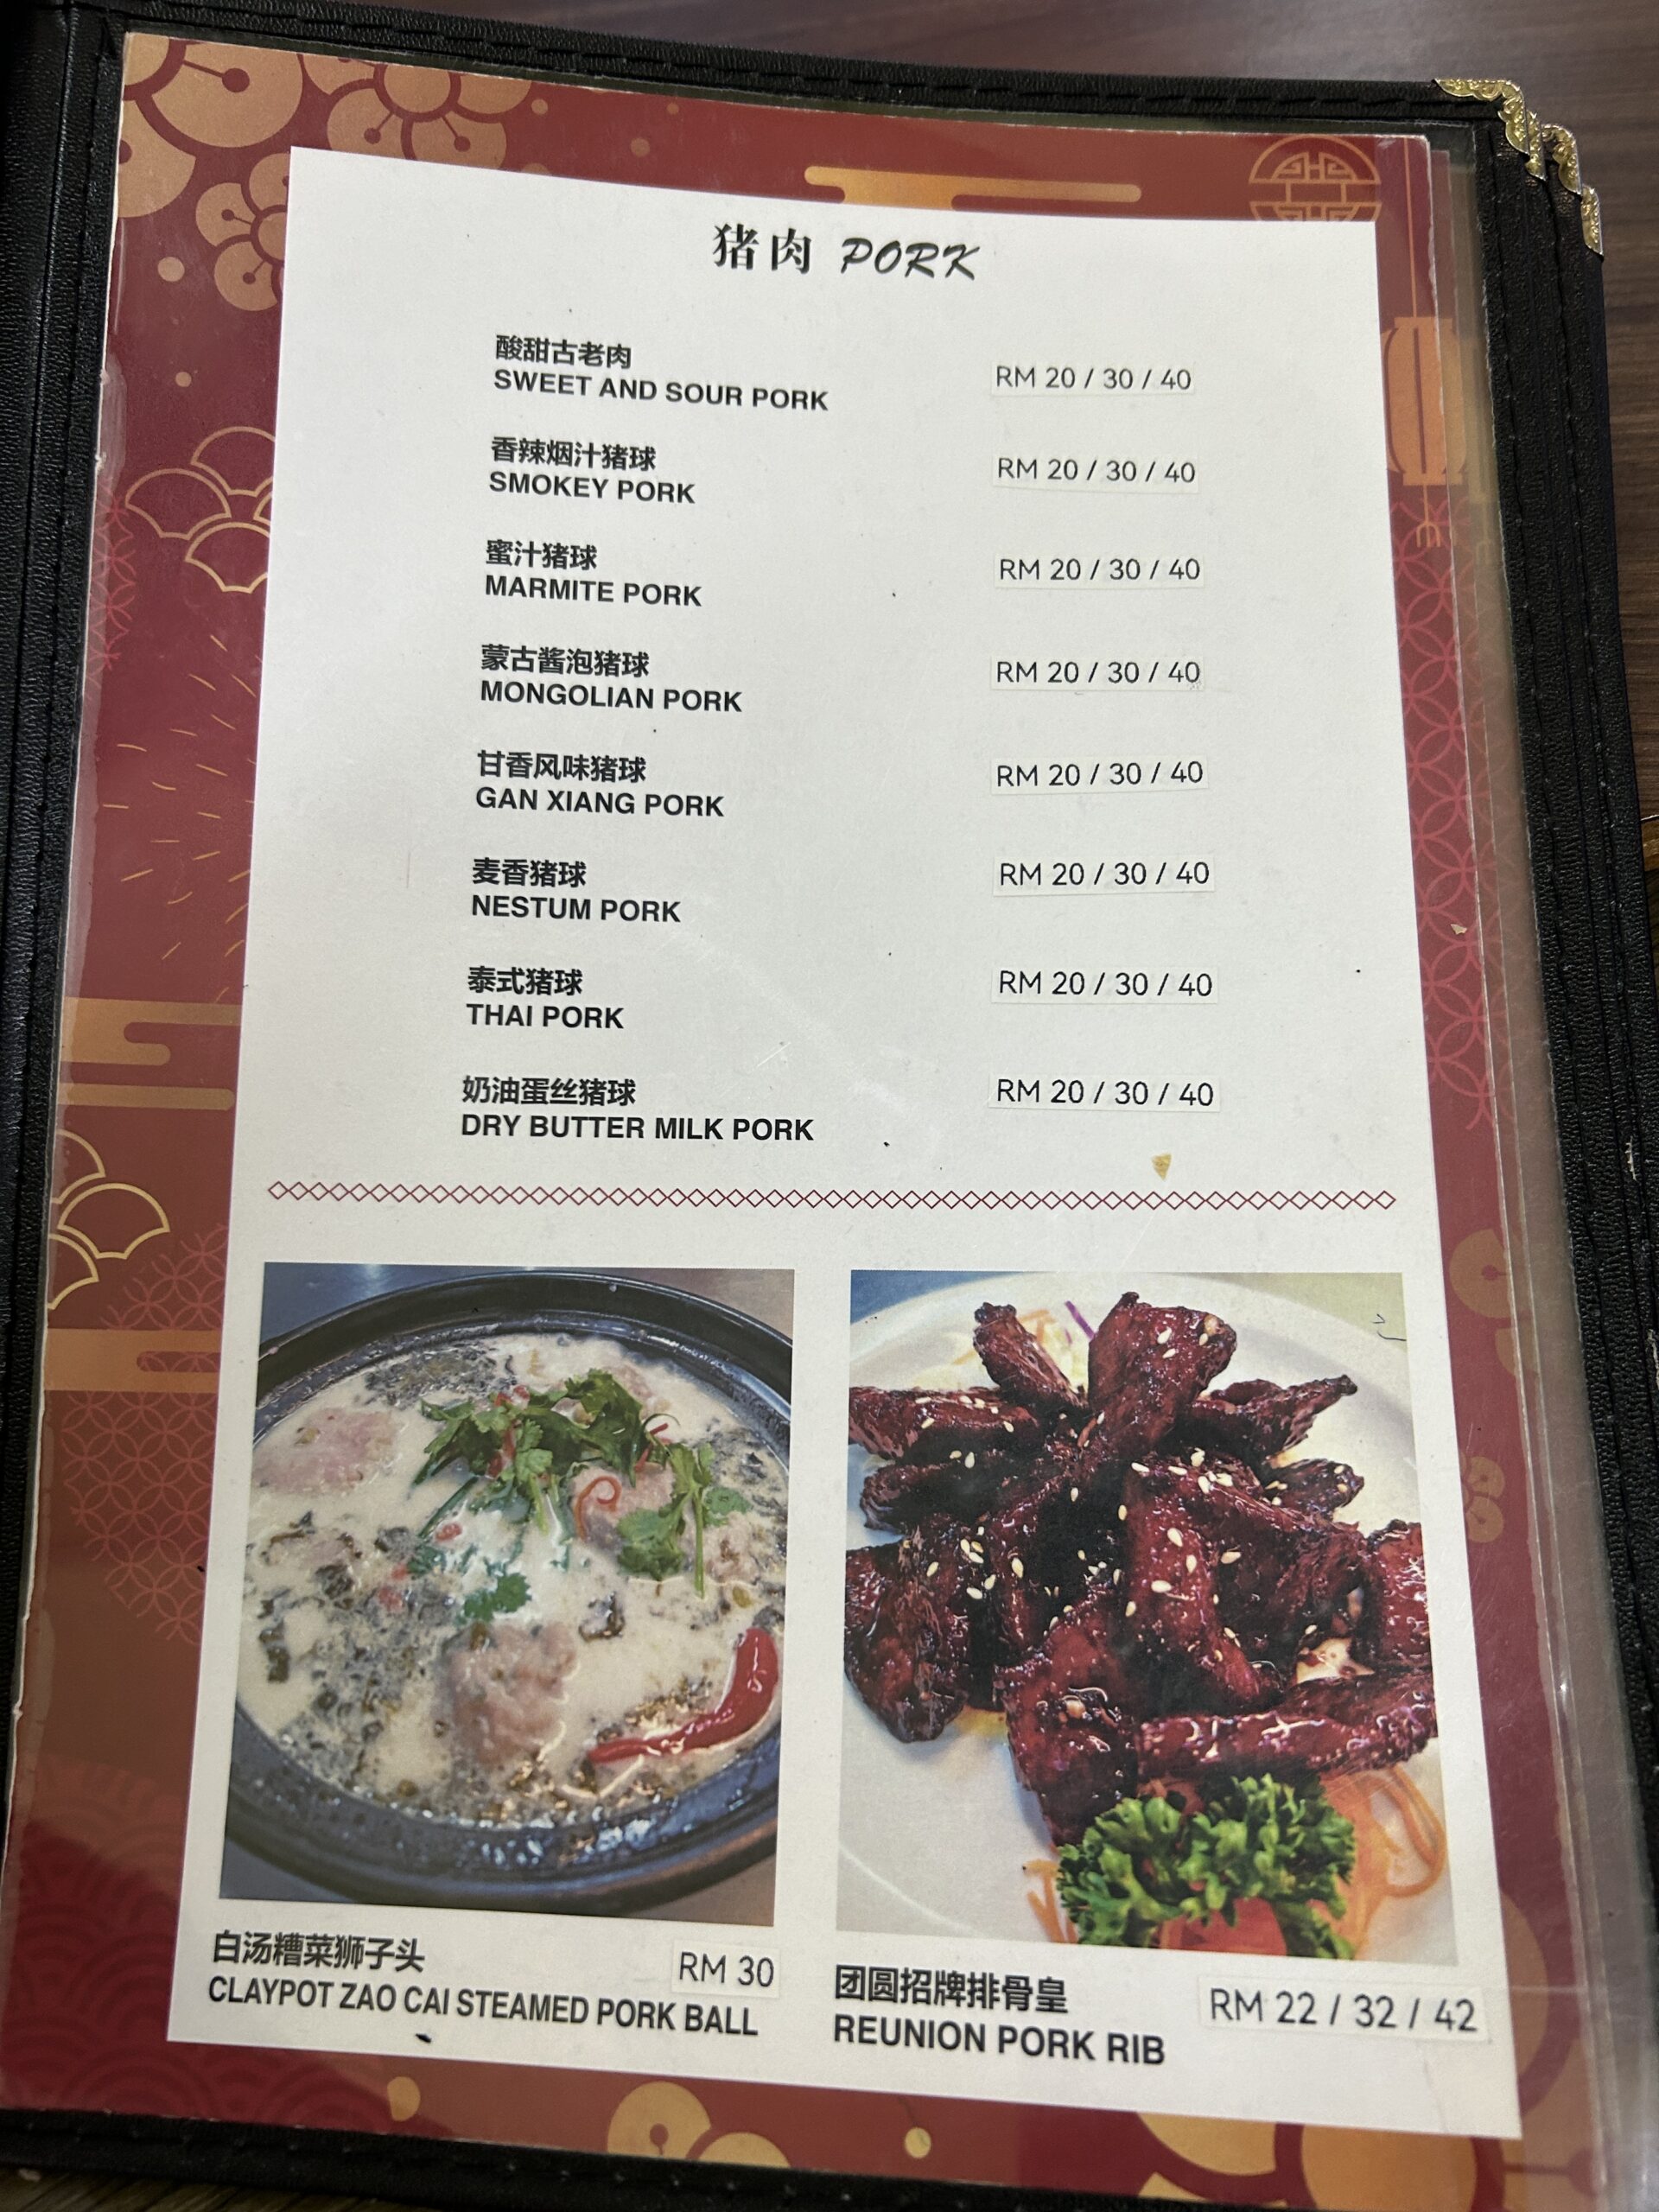 猪肉 PORK
酸甜古老肉
SWEET AND SOUR PORK
RM 20 / 30 / 40
香辣烟汁猪球
SMOKEY PORK
RM 20 / 30 / 40
蜜汁猪球
MARMITE PORK
RM 20 / 30 / 40
蒙古酱泡猪球
MONGOLIAN PORK
RM 20 / 30 / 40
甘香风味猪球
GAN XIANG PORK
RM 20 / 30 / 40
麦香猪球
NESTUM PORK
RM 20 / 30 / 40
泰式猪球
THAI PORK
RM 20 / 30 / 40
奶油蛋丝猪球
DRY BUTTER MILK PORK
RM 20 / 30 / 40
白汤糟菜狮子头
CLAYPOT ZAO CAI STEAMED PORK BALL
RM 30
团圆招牌排骨皇
REUNION PORK RIB
RM 22 / 32 / 42